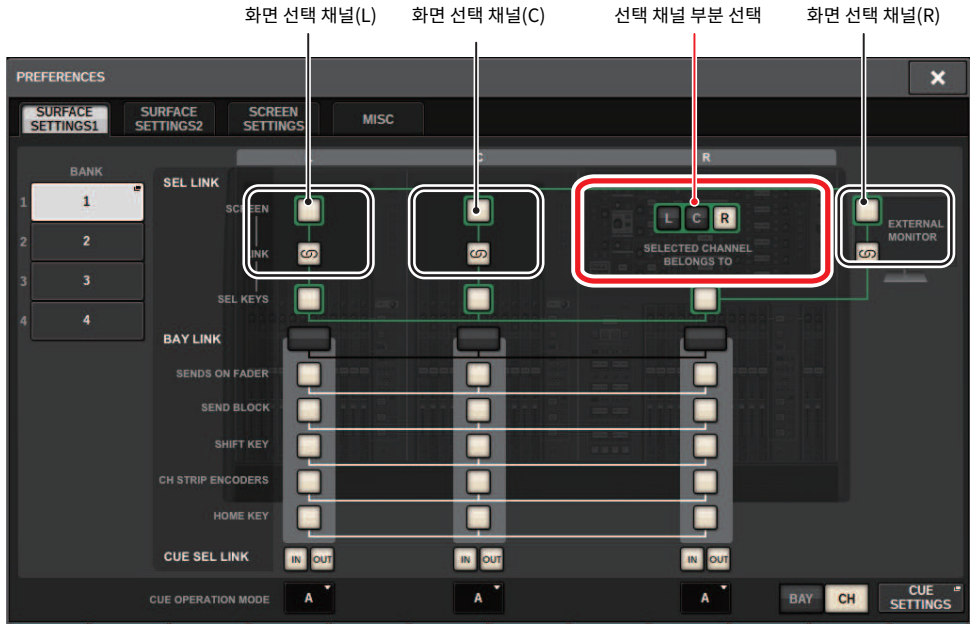 화면 선택 채널(L) 화면 선택 채널(C) 선택 채널 부분 선택 화면 선택 채널(R)
PREFERENCES
SURFACE SETTINGS1
SURFACE SETTINGS2
SCREEN SETTINGS
MISC
L C R
BANK
1 1
2 2
3 3
4 4
SEL LINK
SCREEN
LINK
SEL KEYS
L C R
SELECTED CHANNEL
BELONGS TO
EXTERNAL
MONITOR
BAY LINK
SENDS ON FADER
SEND BLOCK
SHIFT KEY
CH STRIP ENCODERS
HOME KEY
CUE SEL LINK IN OUT IN OUT IN OUT
CUE OPERATION MODE A A A BAY CH
CUE
SETTINGS